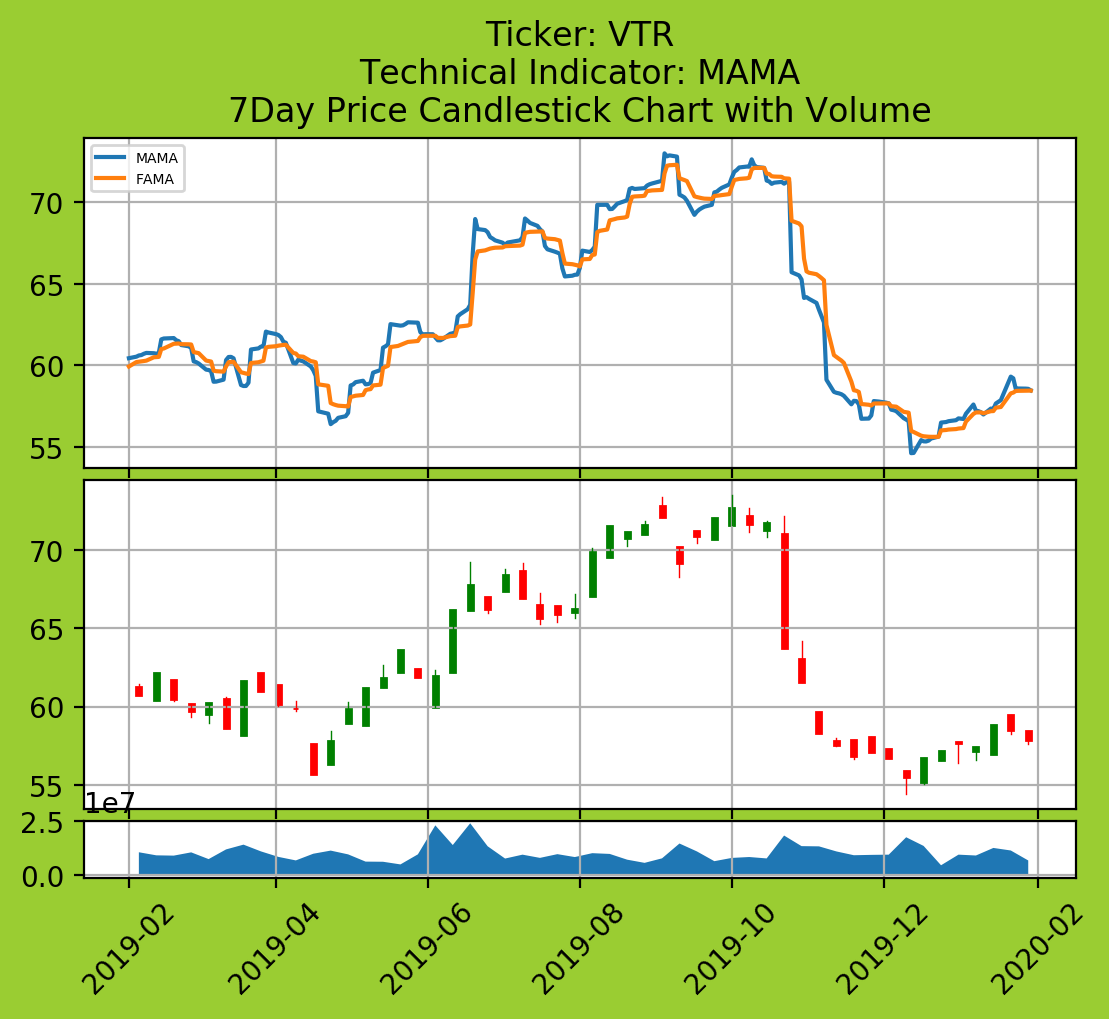 Ticker: VTR
Technical Indicator: MAMA
7Day Price Candlestick Chart with Volume
MAMA
FAMA
70
65
60
55
70
65
60
55
1e7
2.5
0.0
2019-02
2019-04
2019-06
2019-08
2019-10
2019-12
2020-02